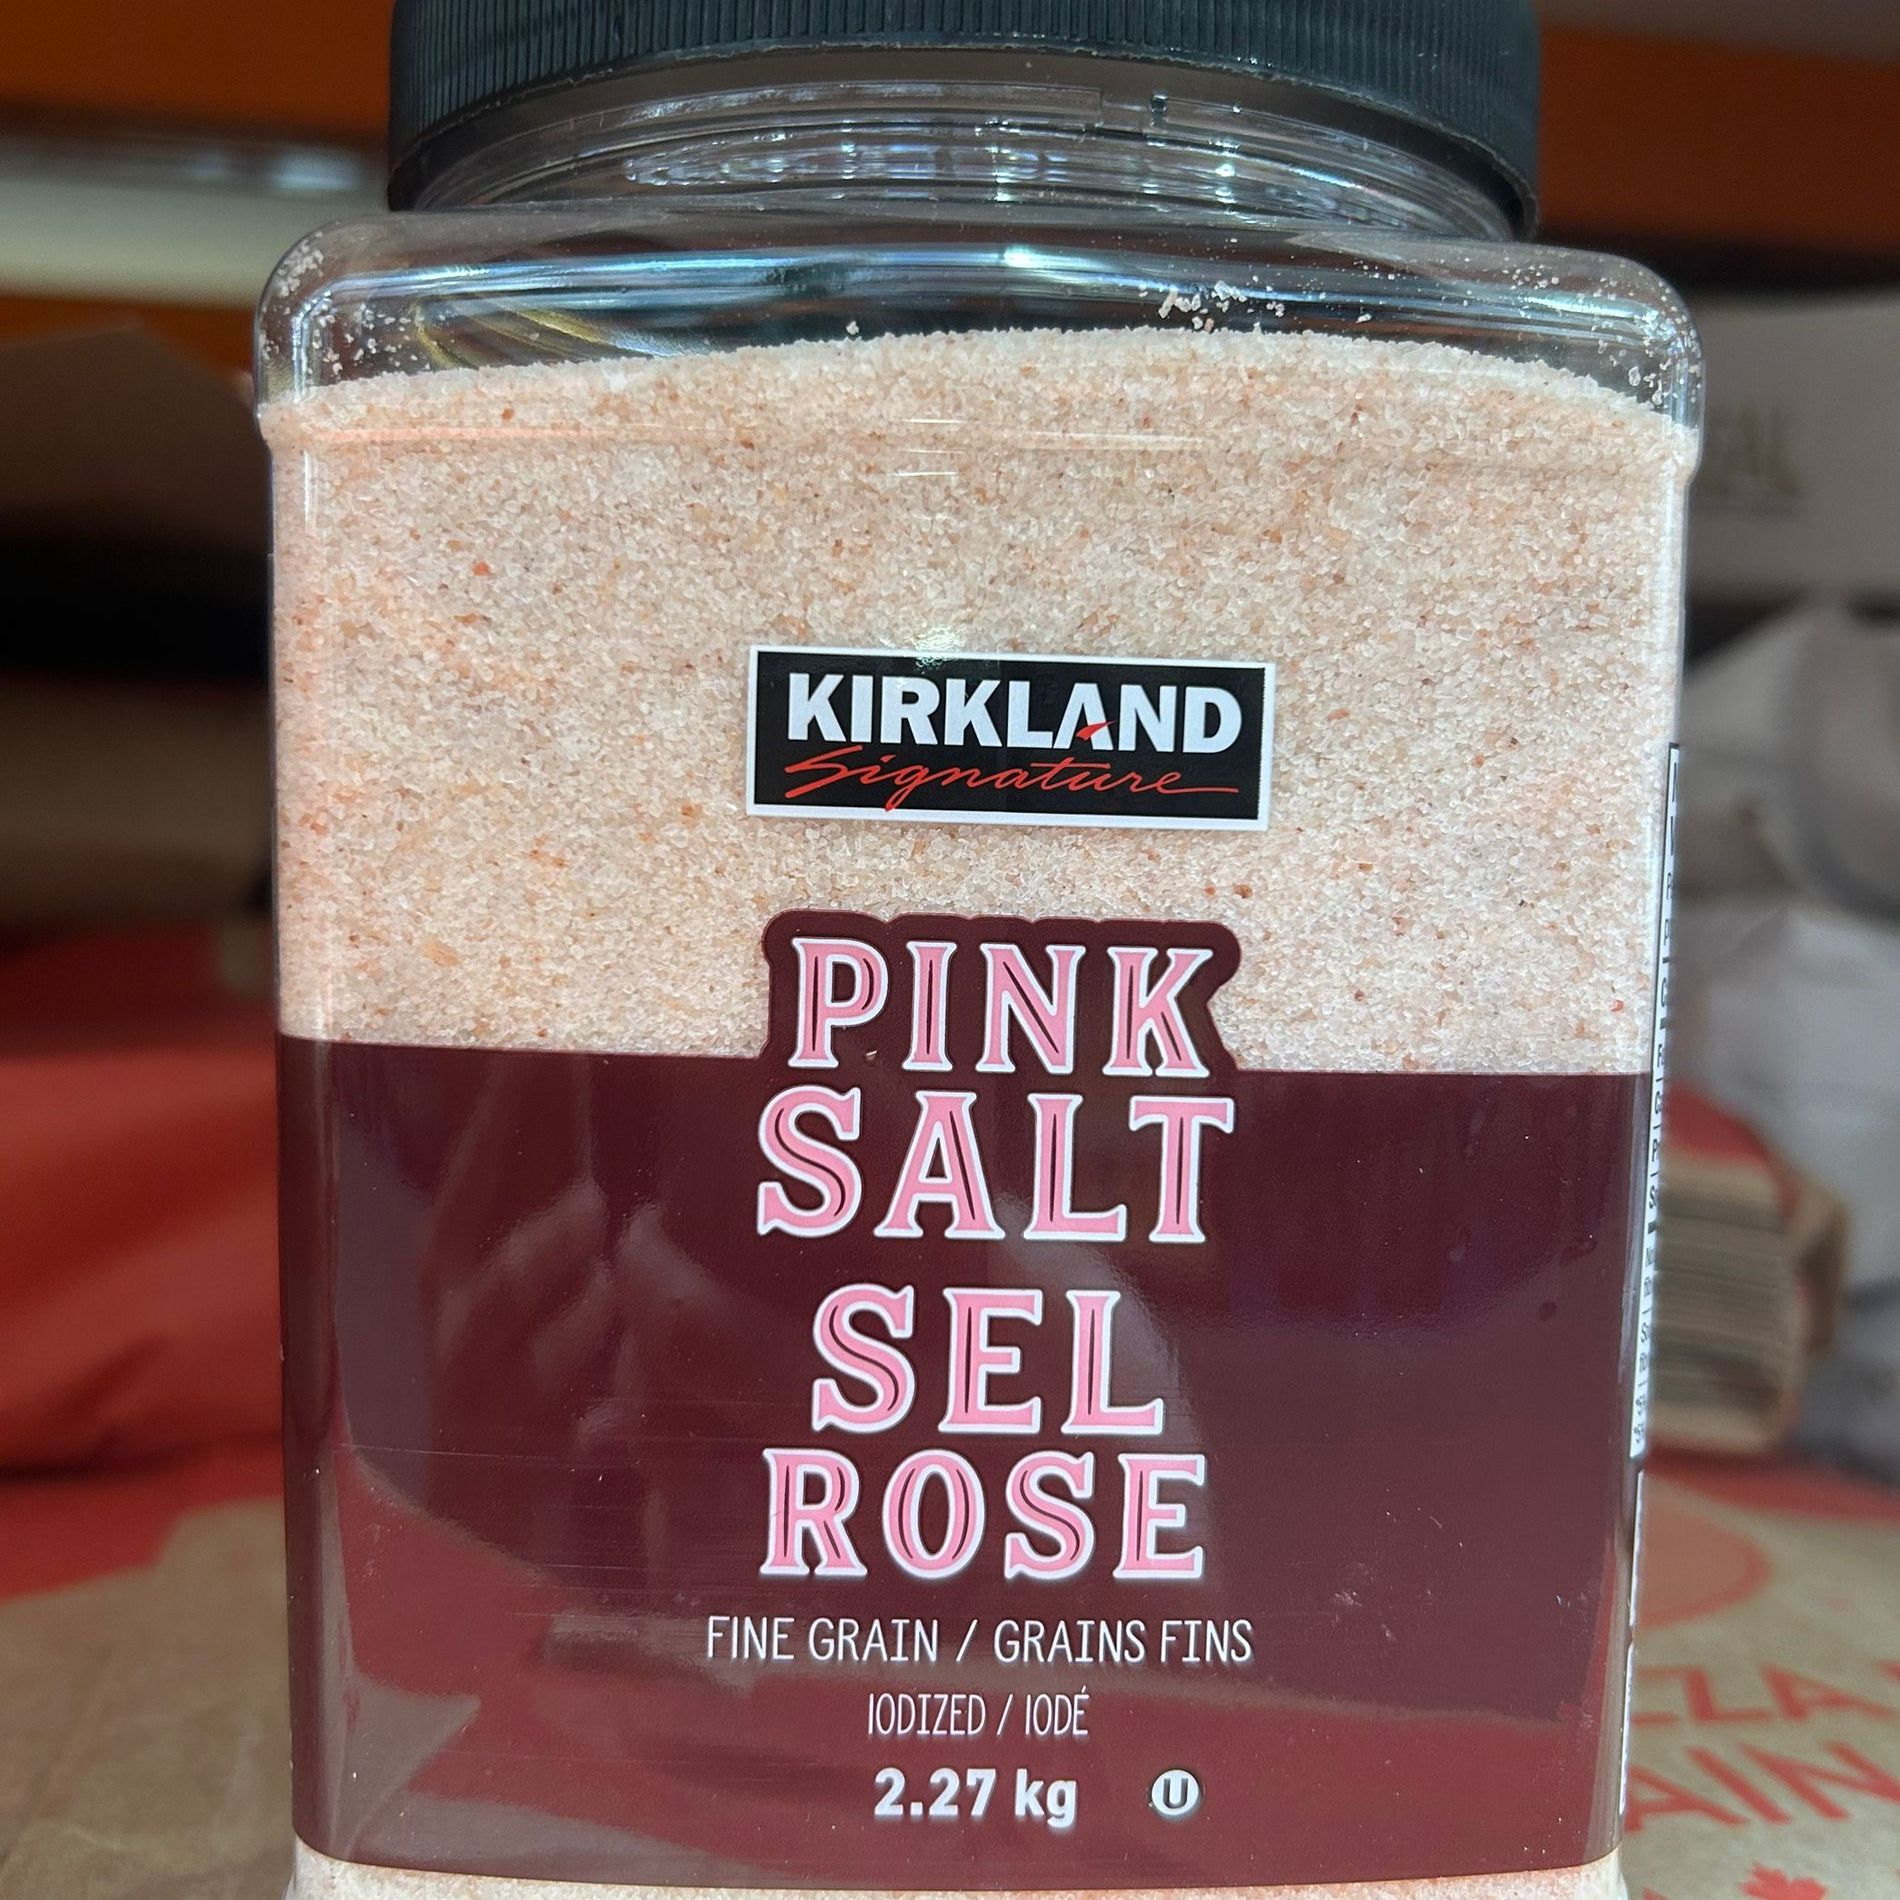 KIRKLAND
Signature
PINK
SALT
SEL
ROSE
FINE GRAIN / GRAINS FINS
IODIZED / IODÉ
2.27 kg U